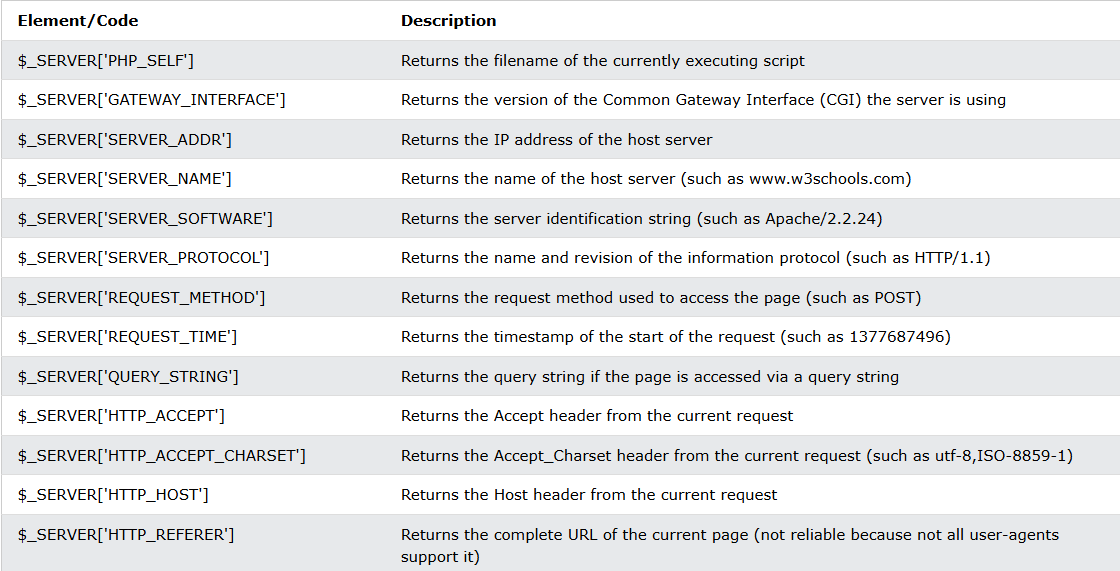 Element/Code Description
$_SERVER['PHP_SELF'] Returns the filename of the currently executing script
$_SERVER['GATEWAY_INTERFACE'] Returns the version of the Common Gateway Interface (CGI) the server is using
$_SERVER['SERVER_ADDR'] Returns the IP address of the host server
$_SERVER['SERVER_NAME'] Returns the name of the host server (such as www.w3schools.com)
$_SERVER['SERVER_SOFTWARE'] Returns the server identification string (such as Apache/2.2.24)
$_SERVER['SERVER_PROTOCOL'] Returns the name and revision of the information protocol (such as HTTP/1.1)
$_SERVER['REQUEST_METHOD'] Returns the request method used to access the page (such as POST)
$_SERVER['REQUEST_TIME'] Returns the timestamp of the start of the request (such as 1377687496)
$_SERVER['QUERY_STRING'] Returns the query string if the page is accessed via a query string
$_SERVER['HTTP_ACCEPT'] Returns the Accept header from the current request
$_SERVER['HTTP_ACCEPT_CHARSET'] Returns the Accept_Charset header from the current request (such as utf-8,ISO-8859-1)
$_SERVER['HTTP_HOST'] Returns the Host header from the current request
$_SERVER['HTTP_REFERER'] Returns the complete URL of the current page (not reliable because not all user-agents
support it)